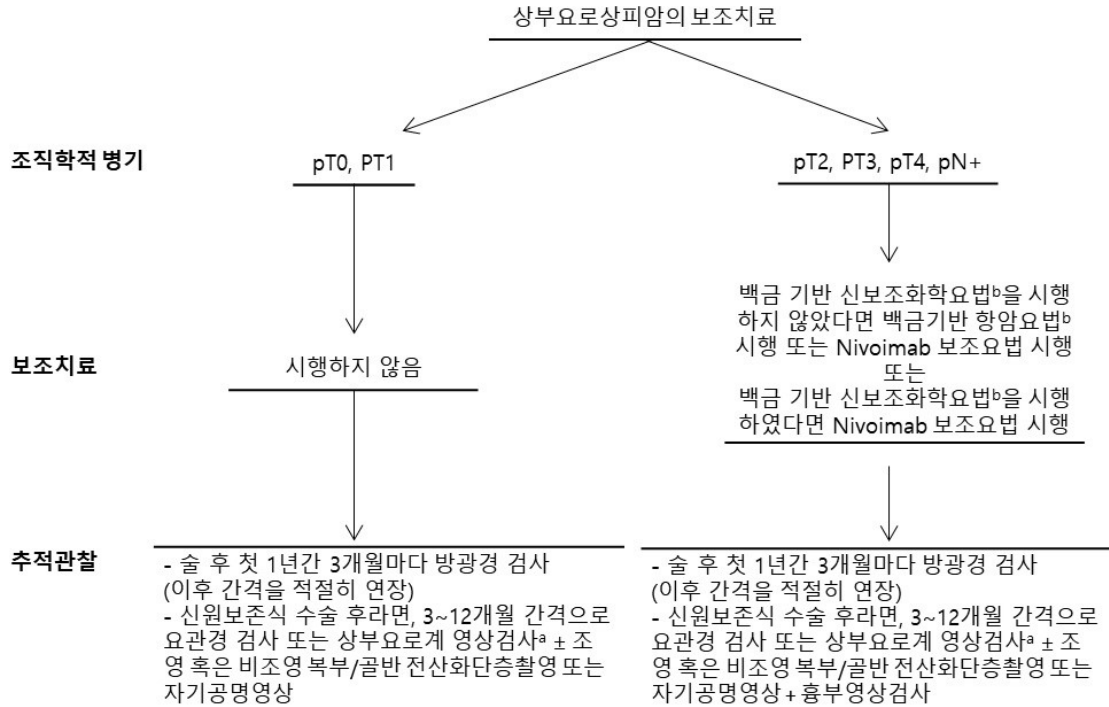 상부요로상피암의 보조치료
조직학적 병기
pT0, PT1
pT2, PT3, pT4, pN+
백금 기반 신보조화학요법ᵇ을 시행
하지 않았다면 백금기반 항암요법ᵇ
시행 또는 Nivoimab 보조요법 시행
또는
백금 기반 신보조화학요법ᵇ을 시행
하였다면 Nivoimab 보조요법 시행
보조치료
시행하지 않음
추적관찰
- 술 후 첫 1년간 3개월마다 방광경 검사
(이후 간격을 적절히 연장)
- 신원보존식 수술 후라면, 3~12개월 간격으로
요관경 검사 또는 상부요로계 영상검사ᵃ ± 조
영 혹은 비조영 복부/골반 전산화단층촬영 또는
자기공명영상
- 술 후 첫 1년간 3개월마다 방광경 검사
(이후 간격을 적절히 연장)
- 신원보존식 수술 후라면, 3~12개월 간격으로
요관경 검사 또는 상부요로계 영상검사ᵃ ± 조
영 혹은 비조영 복부/골반 전산화단층촬영 또는
자기공명영상 + 흉부영상검사